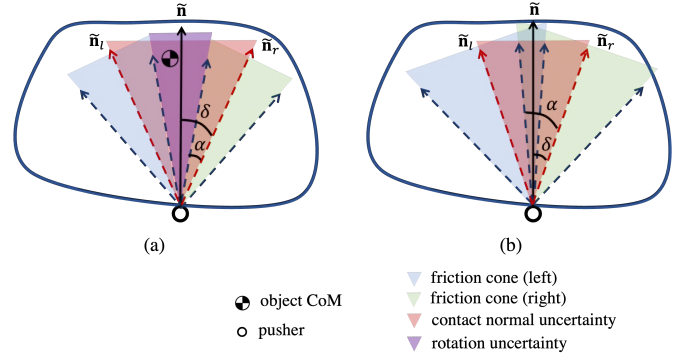 ñ ñ
ñ_l ñ_r ñ_l ñ_r
δ α
α δ
(a) (b)
friction cone (left)
object CoM friction cone (right)
pusher contact normal uncertainty
rotation uncertainty